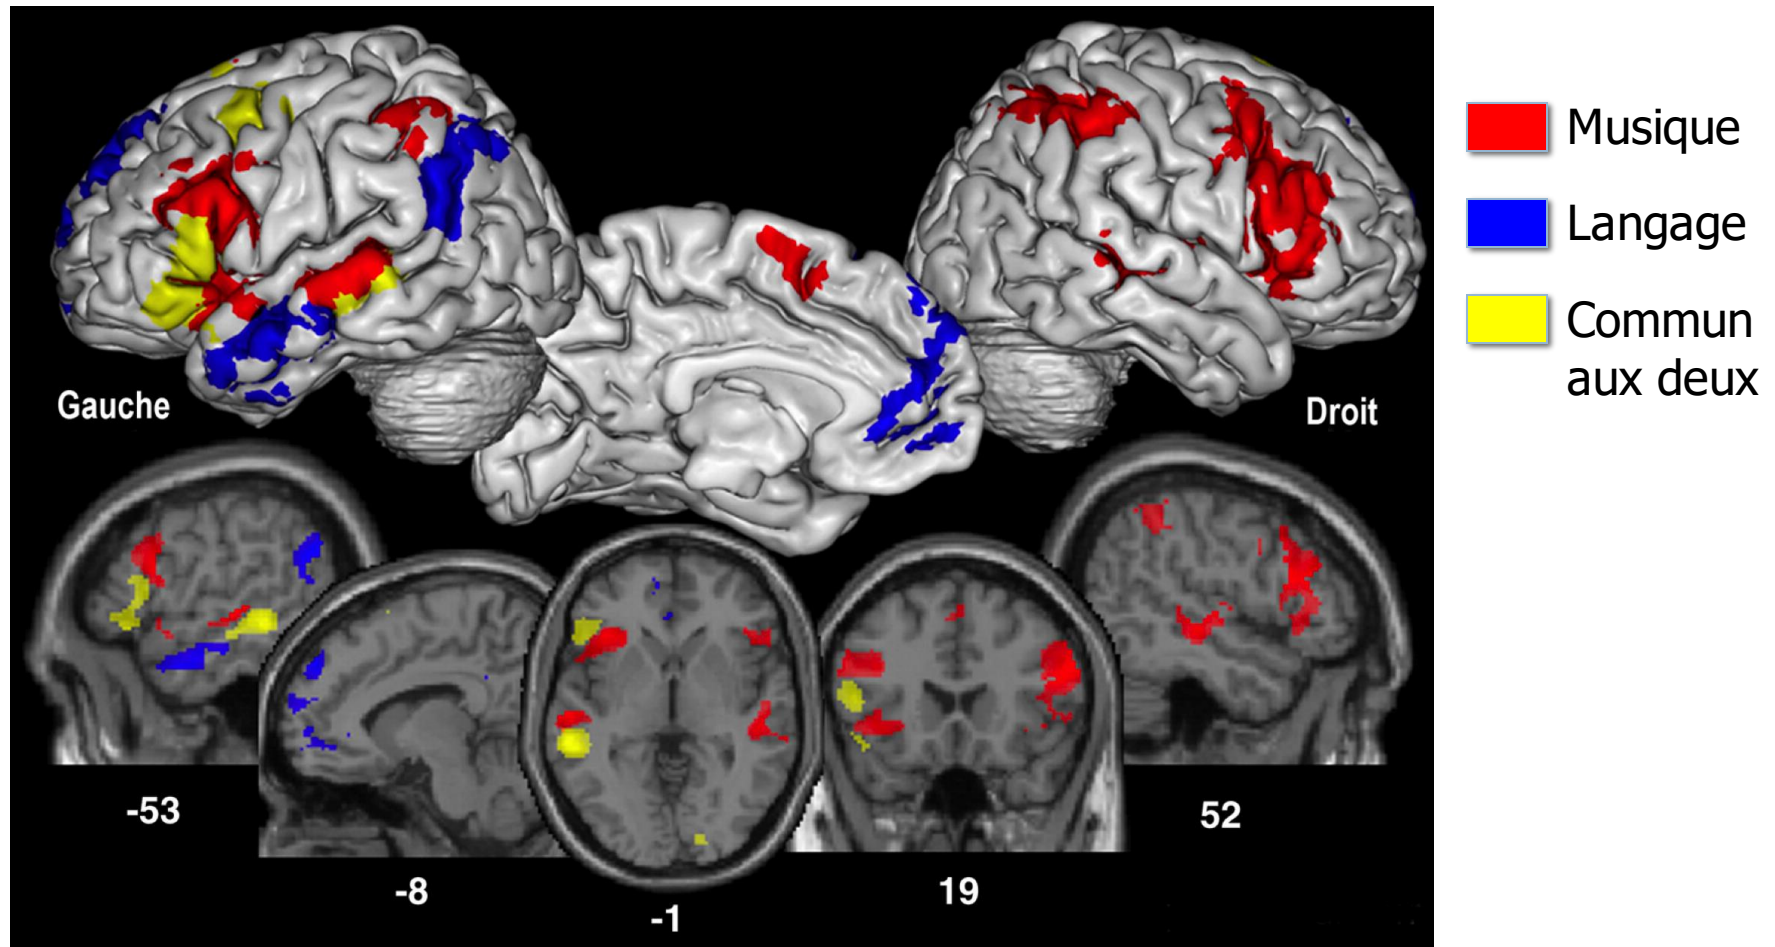 Musique
Langage
Commun
aux deux
Gauche
Droit
-53
-8
-1
19
52